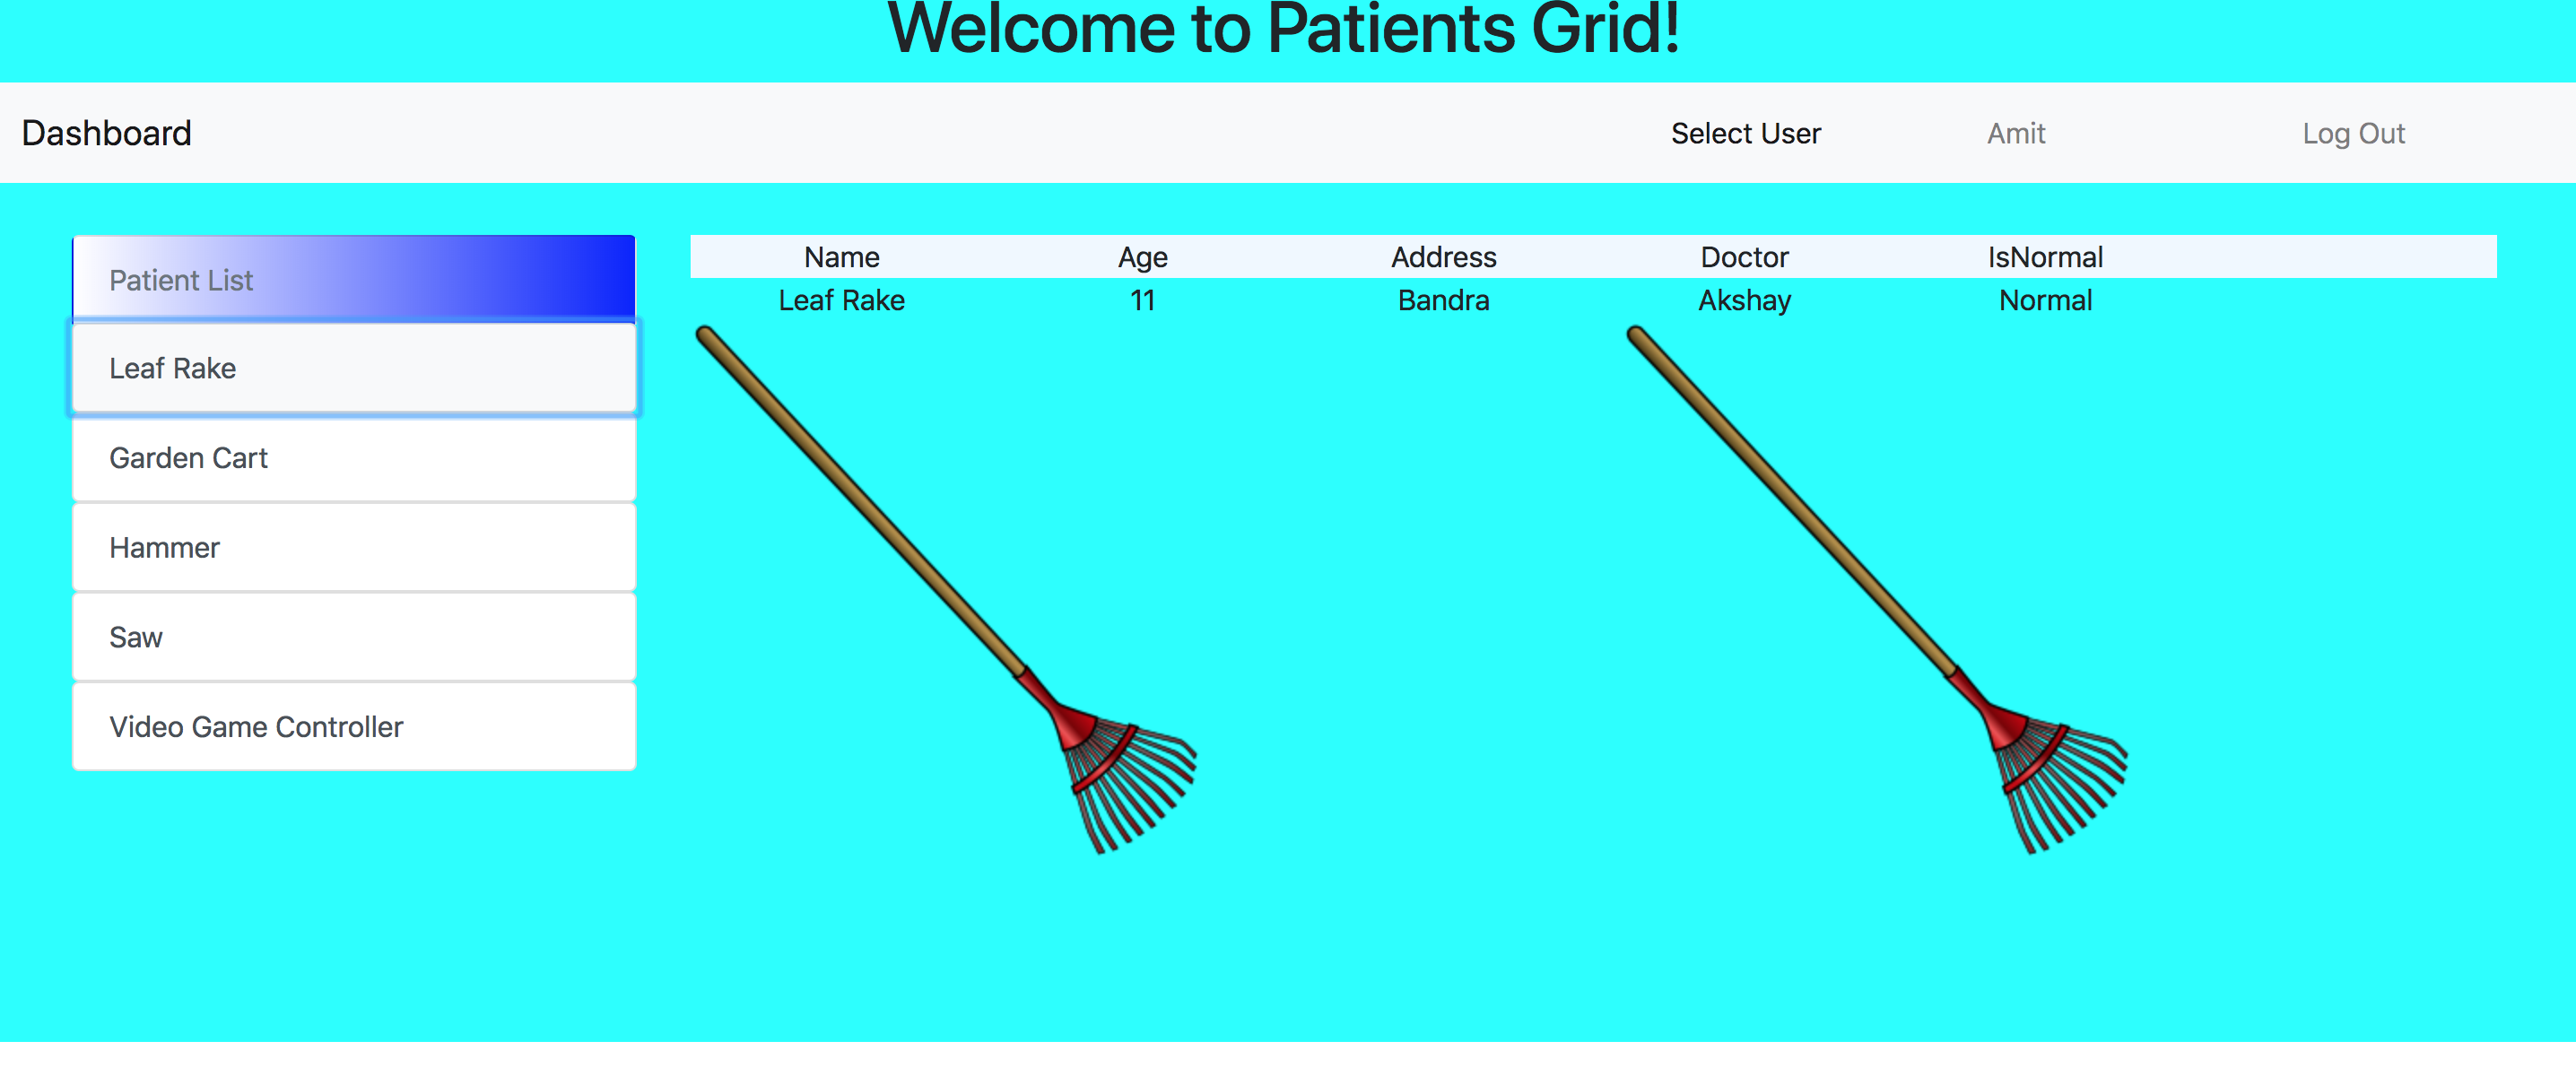 Welcome to Patients Grid!
Dashboard Select User Amit Log Out
Patient List
Leaf Rake
Garden Cart
Hammer
Saw
Video Game Controller
Name Age Address Doctor IsNormal
Leaf Rake 11 Bandra Akshay Normal